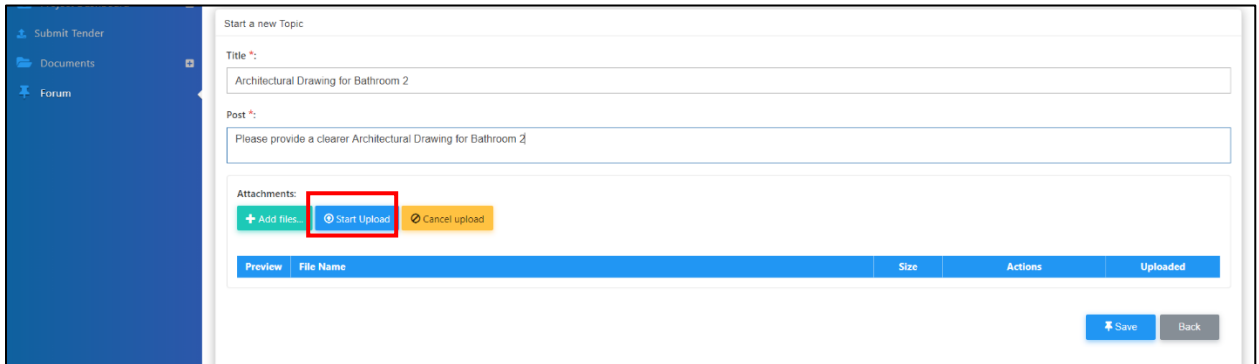 Submit Tender
Documents
Forum
Start a new Topic
Title *:
Architectural Drawing for Bathroom 2
Post *:
Please provide a clearer Architectural Drawing for Bathroom 2
Attachments:
Add files... Start Upload Cancel upload
Preview File Name Size Actions Uploaded
Save Back